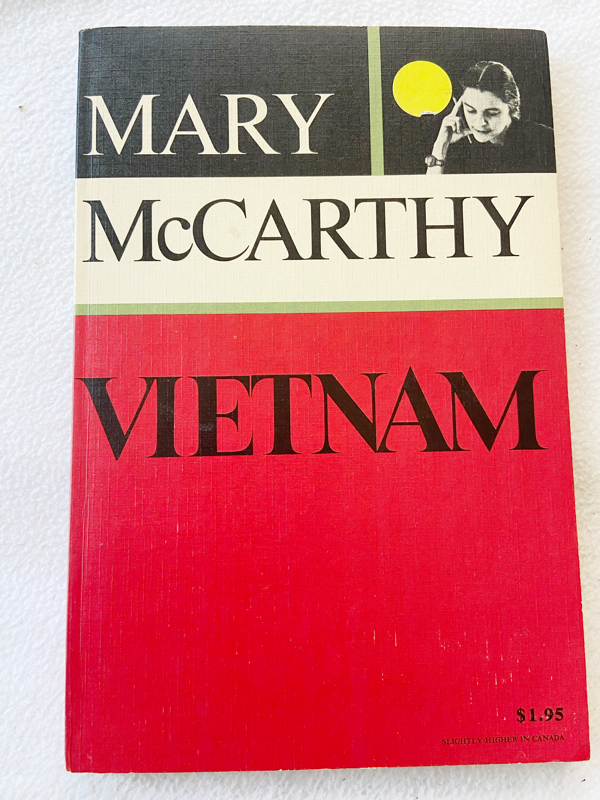 MARY
McCARTHY
VIETNAM
$1.95
SLIGHTLY HIGHER IN CANADA